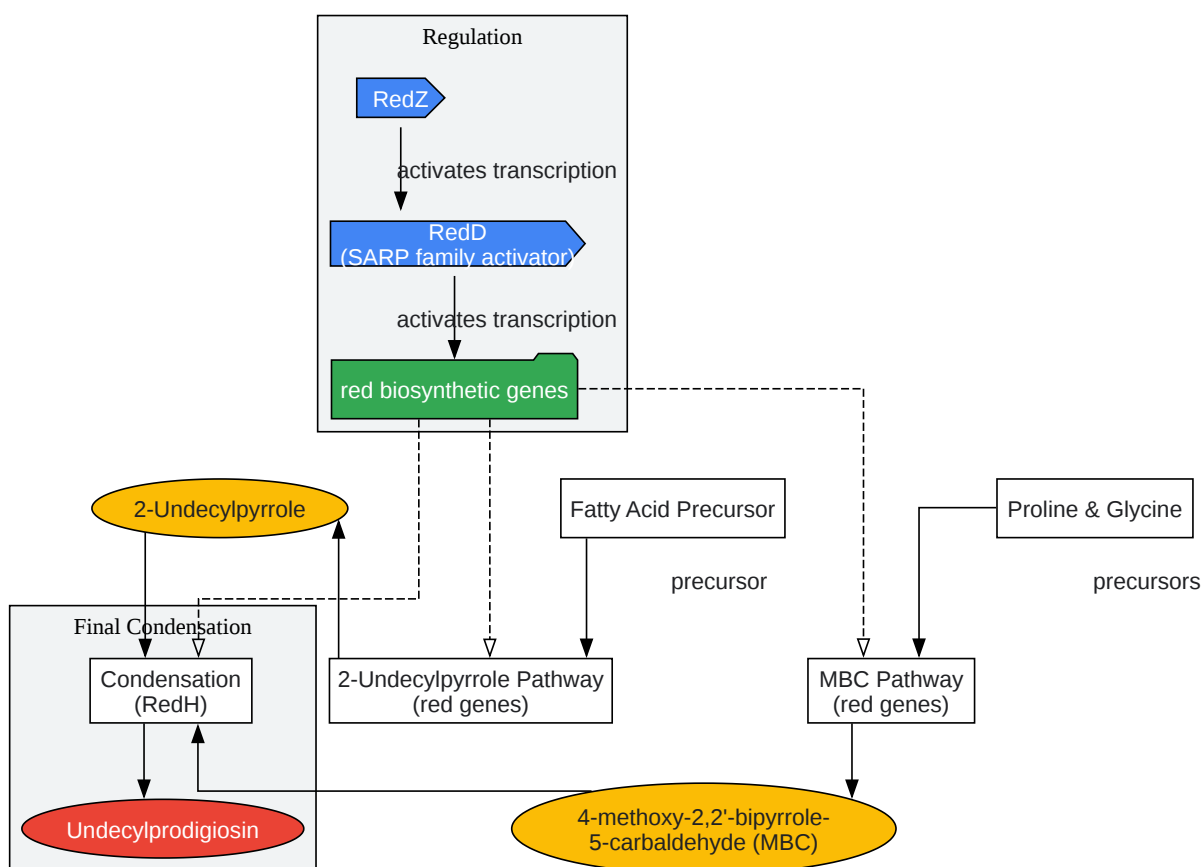 Regulation
RedZ
activates transcription
RedD
(SARP family activator)
activates transcription
red biosynthetic genes
2-Undecylpyrrole
Fatty Acid Precursor
Proline & Glycine
precursor
precursors
Final Condensation
Condensation
(RedH)
2-Undecylpyrrole Pathway
(red genes)
MBC Pathway
(red genes)
Undecylprodigiosin
4-methoxy-2,2'-bipyrrole-
5-carbaldehyde (MBC)